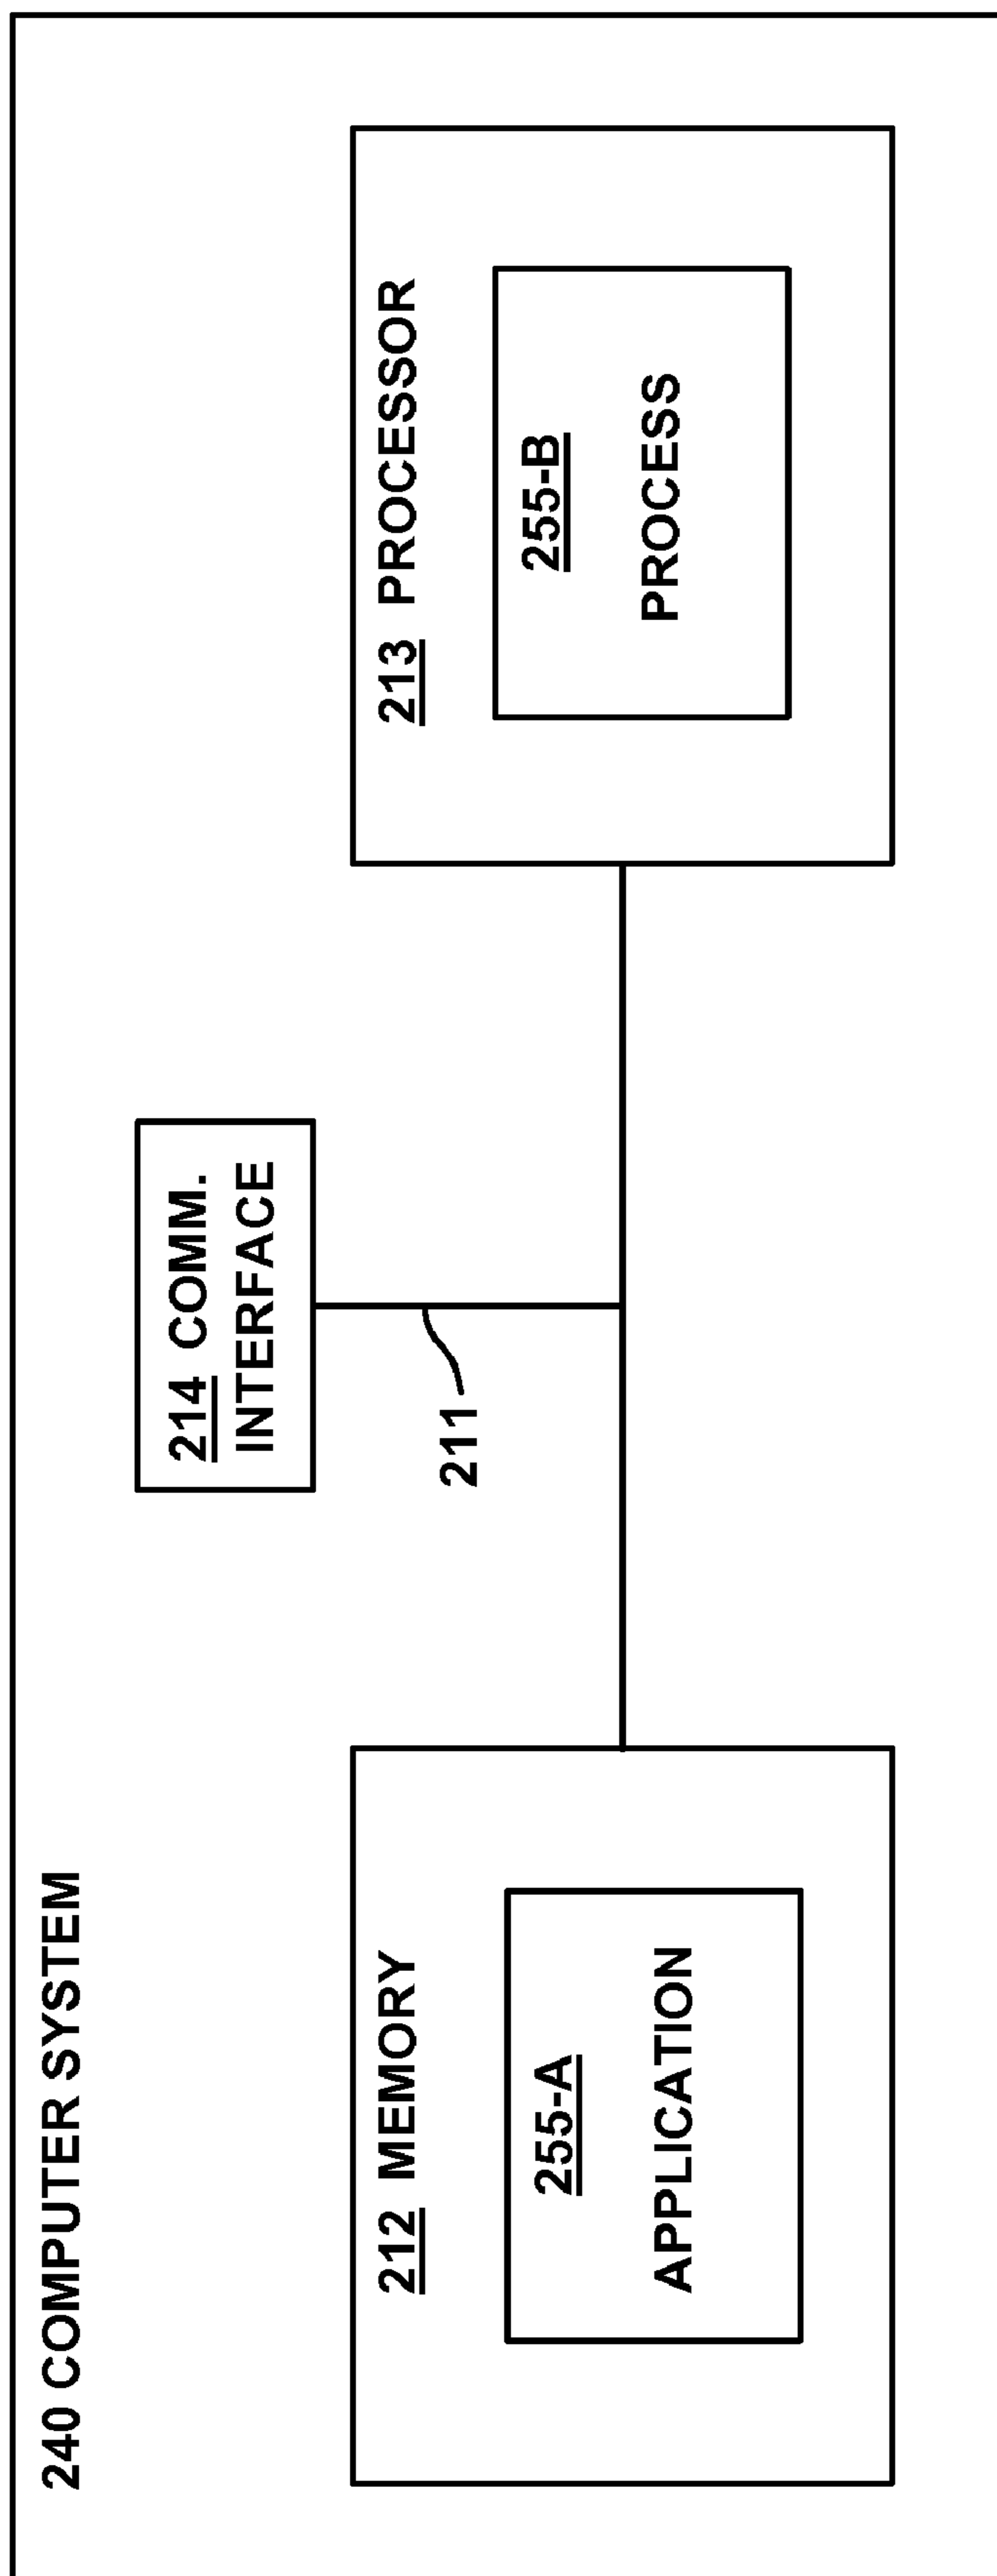 240 COMPUTER SYSTEM
214 COMM.
INTERFACE
211
212 MEMORY
255-A
APPLICATION
213 PROCESSOR
255-B
PROCESS